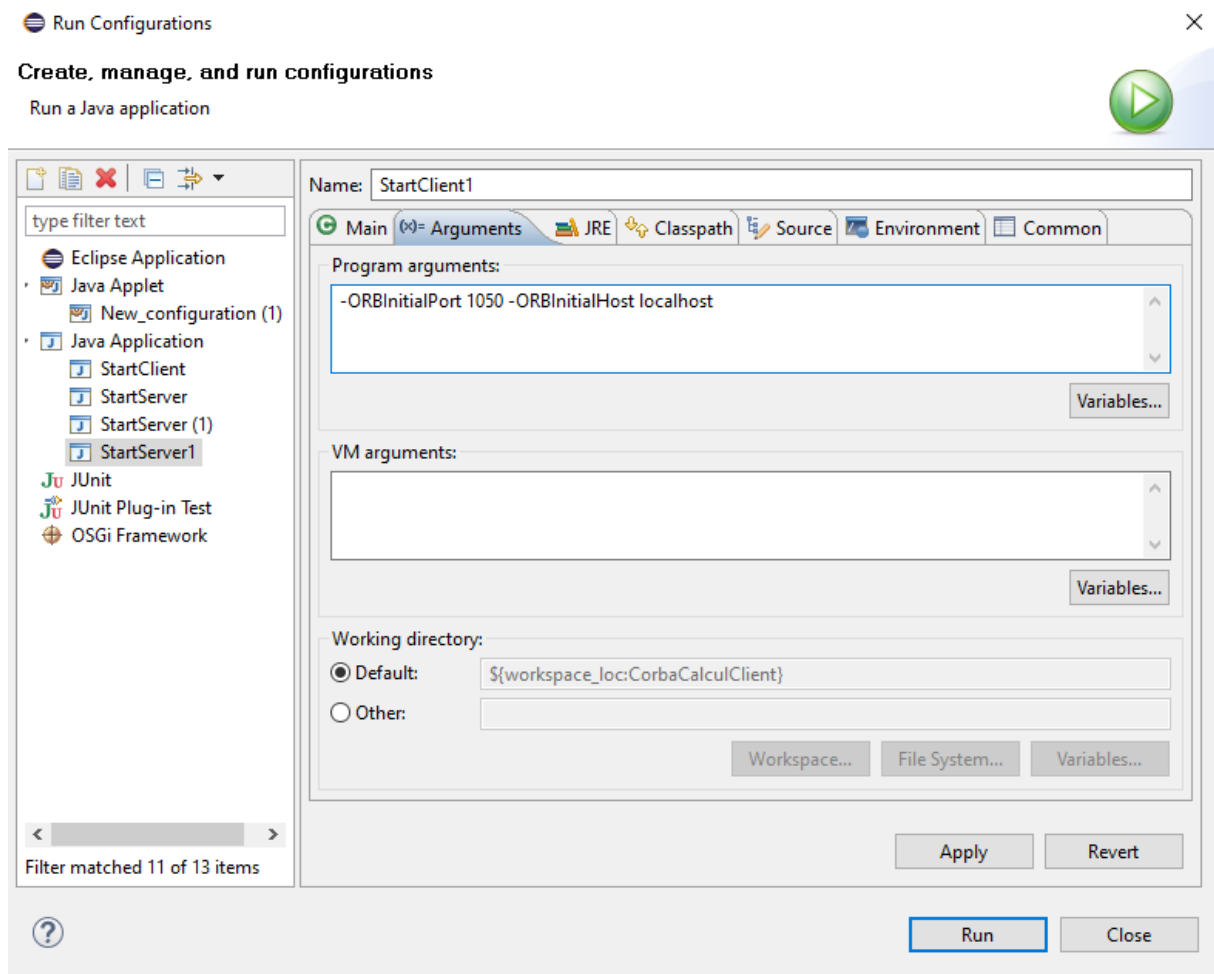 Run Configurations
Create, manage, and run configurations
Run a Java application
type filter text
Eclipse Application
Java Applet
New_configuration (1)
Java Application
StartClient
StartServer
StartServer (1)
StartServer1
JUnit
JUnit Plug-in Test
OSGi Framework
Filter matched 11 of 13 items
Name: StartClient1
Main (x)= Arguments JRE Classpath Source Environment Common
Program arguments:
-ORBInitialPort 1050 -ORBInitialHost localhost
Variables...
VM arguments:
Variables...
Working directory:
Default: ${workspace_loc:CorbaCalculClient}
Other:
Workspace... File System... Variables...
Apply Revert
Run Close